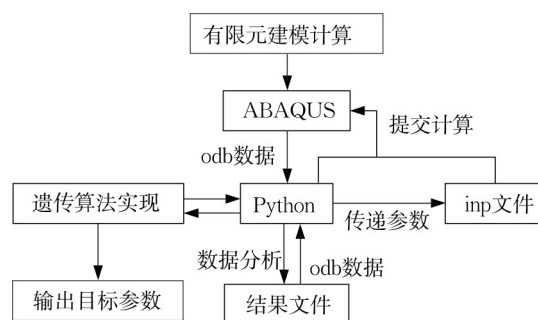 有限元建模计算
ABAQUS
提交计算
odb数据
遗传算法实现
Python
传递参数
inp文件
数据分析
odb数据
输出目标参数
结果文件